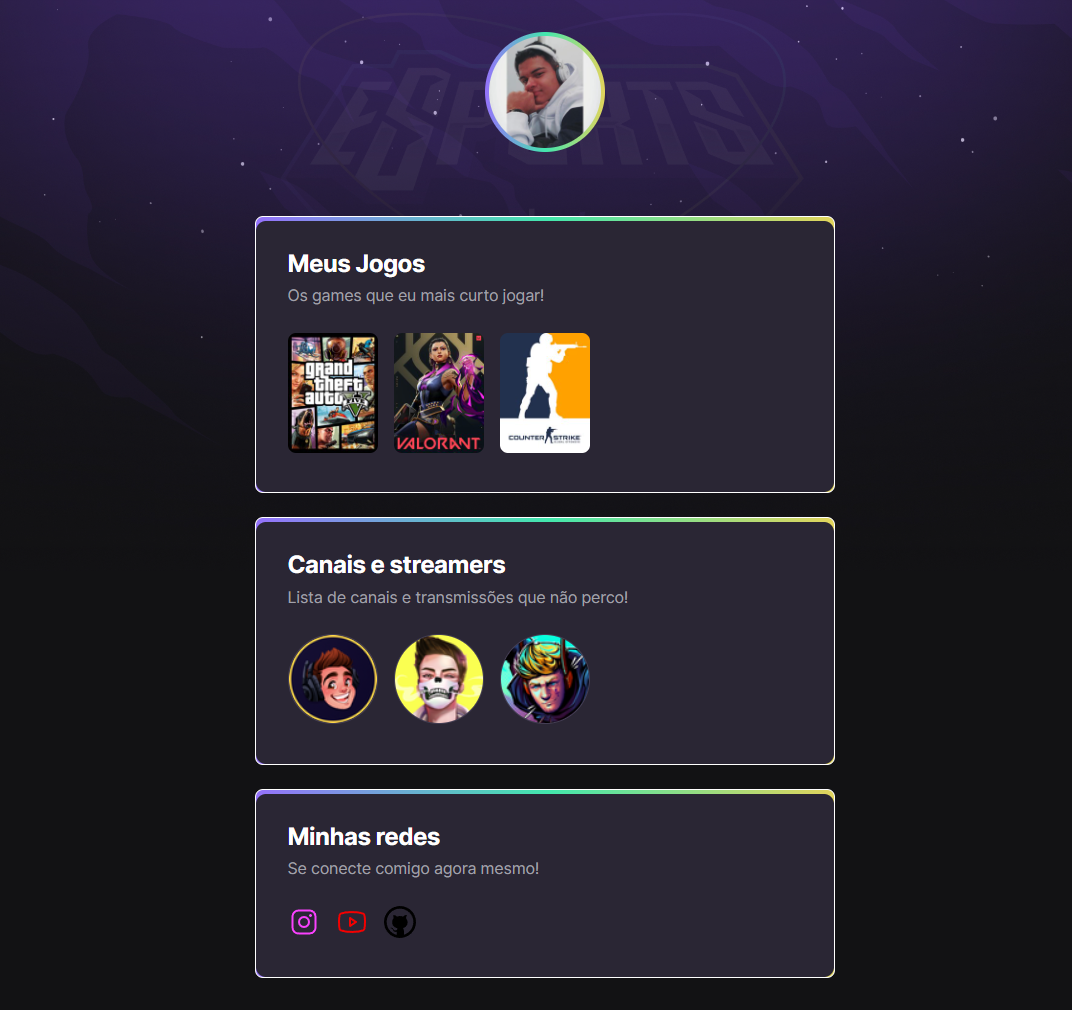 ESPORTS
Meus Jogos
Os games que eu mais curto jogar!
grand
theft
auto
FIVE
VALORANT
COUNTER STRIKE
Canais e streamers
Lista de canais e transmissões que não perco!
Minhas redes
Se conecte comigo agora mesmo!